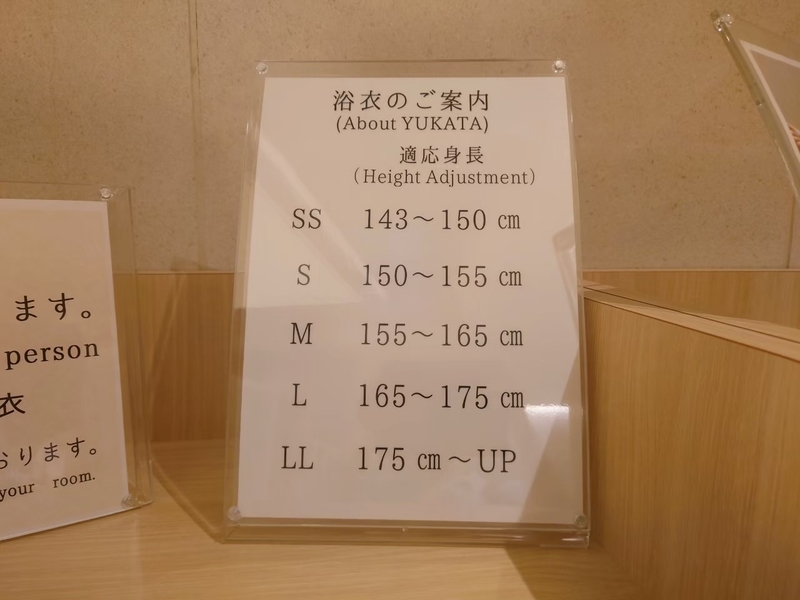 浴衣のご案内
(About YUKATA)
適応身長
(Height Adjustment)
SS 143～150 ㎝
S 150～155 ㎝
M 155～165 ㎝
L 165～175 ㎝
LL 175 ㎝～UP
ます。
person
衣
おります。
your room.